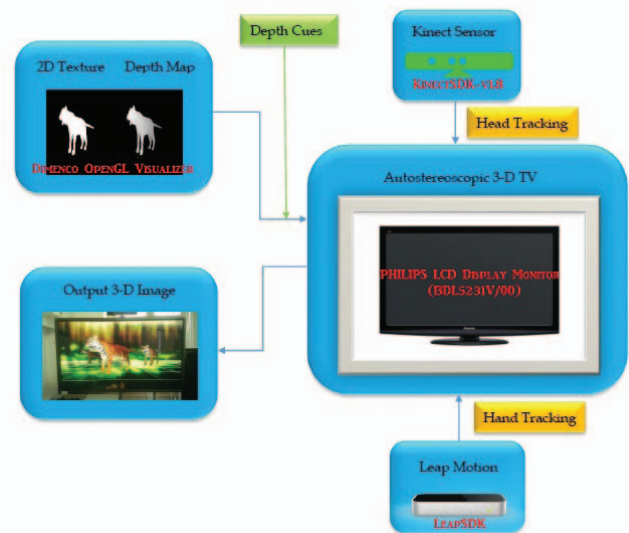 Depth Cues
Kinect Sensor
KINECTSDK-V1.8
2D Texture Depth Map
DIMENCO OPENGL VISUALIZER
Head Tracking
Autostereoscopic 3-D TV
PHILIPS LCD DISPLAY MONITOR
(BDL5231V/00)
Output 3-D Image
Hand Tracking
Leap Motion
LEAPSDK